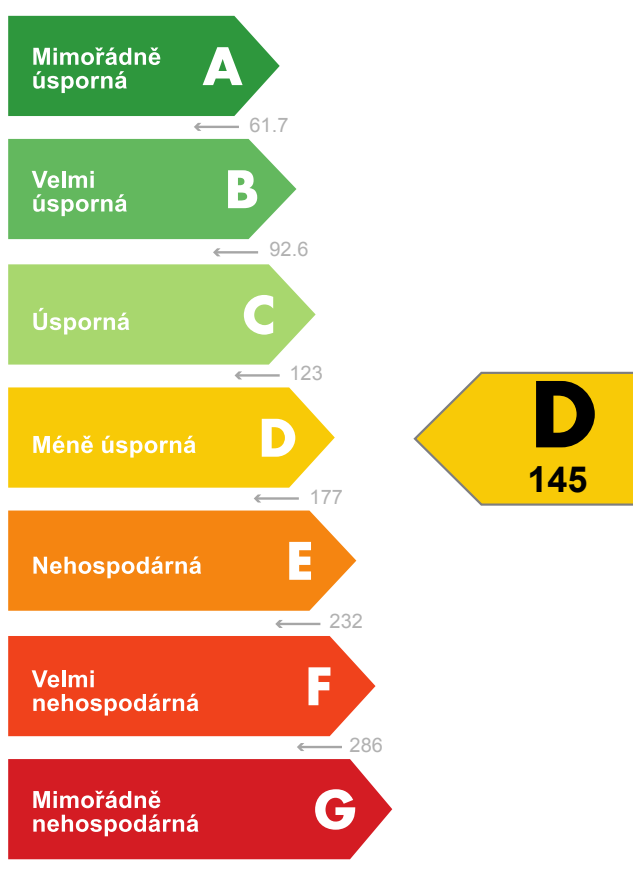 Mimořádně
úsporná
A
← 61.7
Velmi
úsporná
B
← 92.6
Úsporná
C
← 123
Méně úsporná
D
← 177
Nehospodárná
E
← 232
Velmi
nehospodárná
F
← 286
Mimořádně
nehospodárná
G
D
145